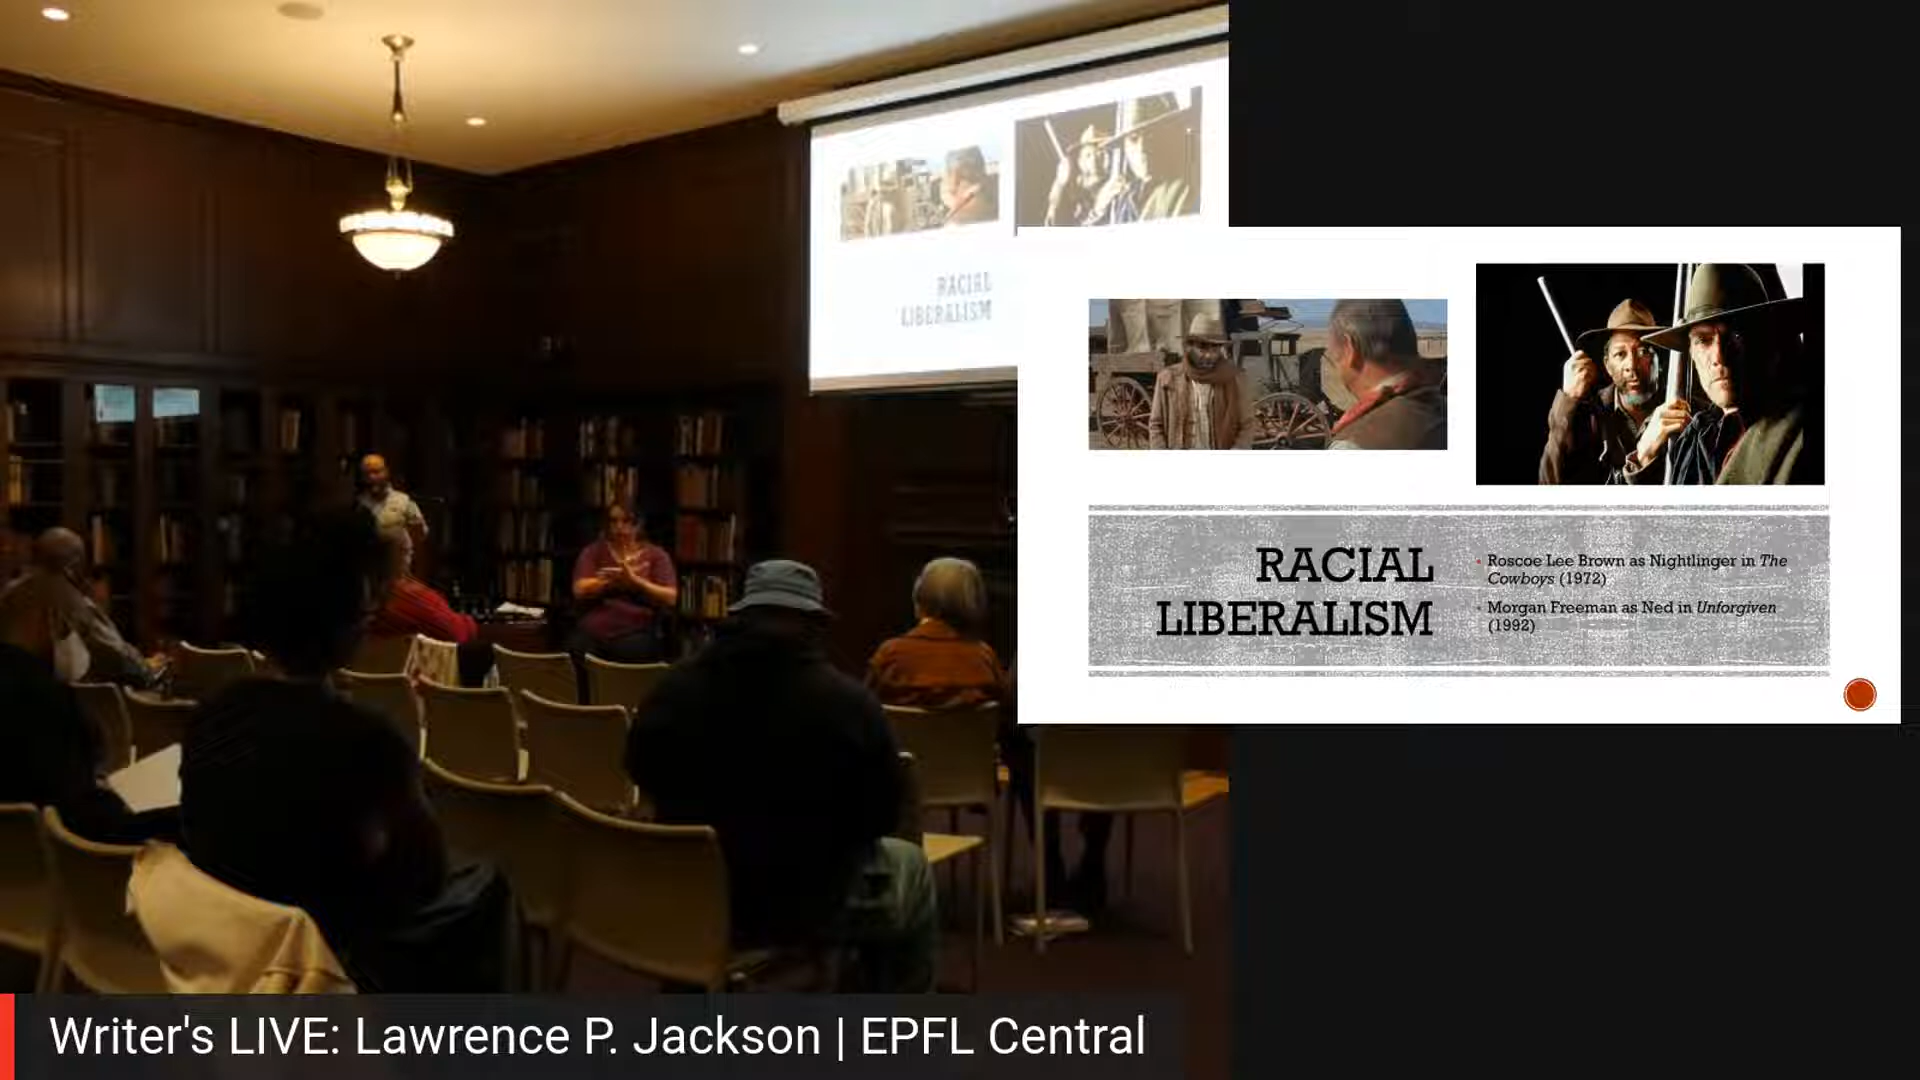 RACIAL
LIBERALISM
RACIAL
LIBERALISM
• Roscoe Lee Brown as Nightlinger in The
Cowboys (1972)
• Morgan Freeman as Ned in Unforgiven
(1992)
Writer's LIVE: Lawrence P. Jackson | EPFL Central